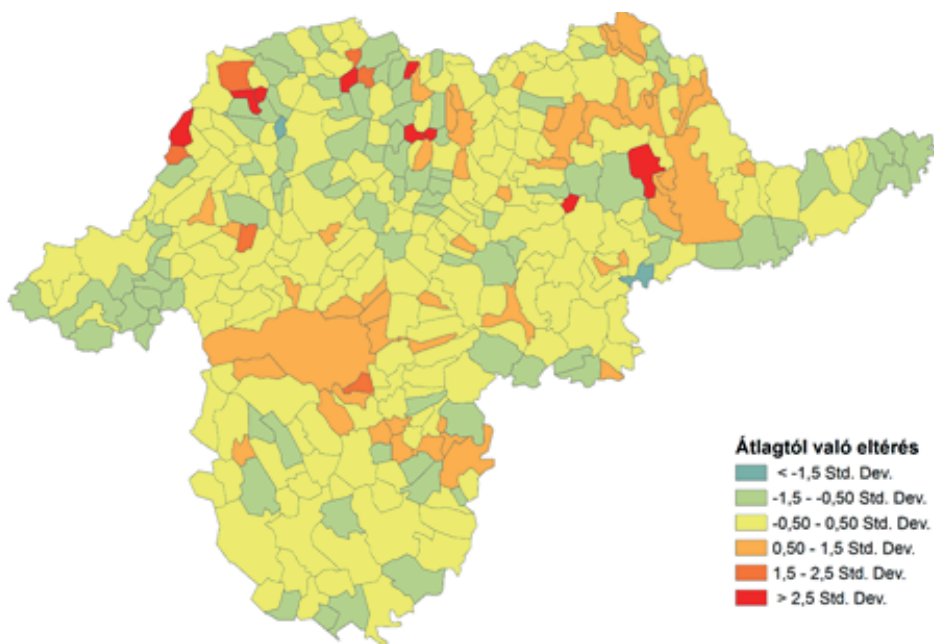 Átlagtól való eltérés
< -1,5 Std. Dev.
-1,5 - -0,50 Std. Dev.
-0,50 - 0,50 Std. Dev.
0,50 - 1,5 Std. Dev.
1,5 - 2,5 Std. Dev.
> 2,5 Std. Dev.